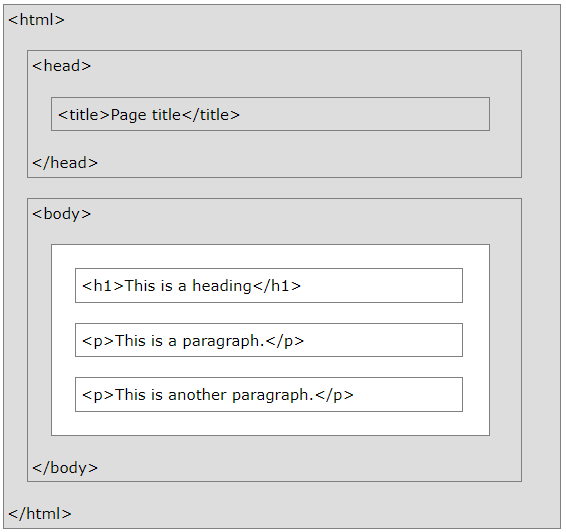 <html>
<head>
<title>Page title</title>
</head>
<body>
<h1>This is a heading</h1>
<p>This is a paragraph.</p>
<p>This is another paragraph.</p>
</body>
</html>